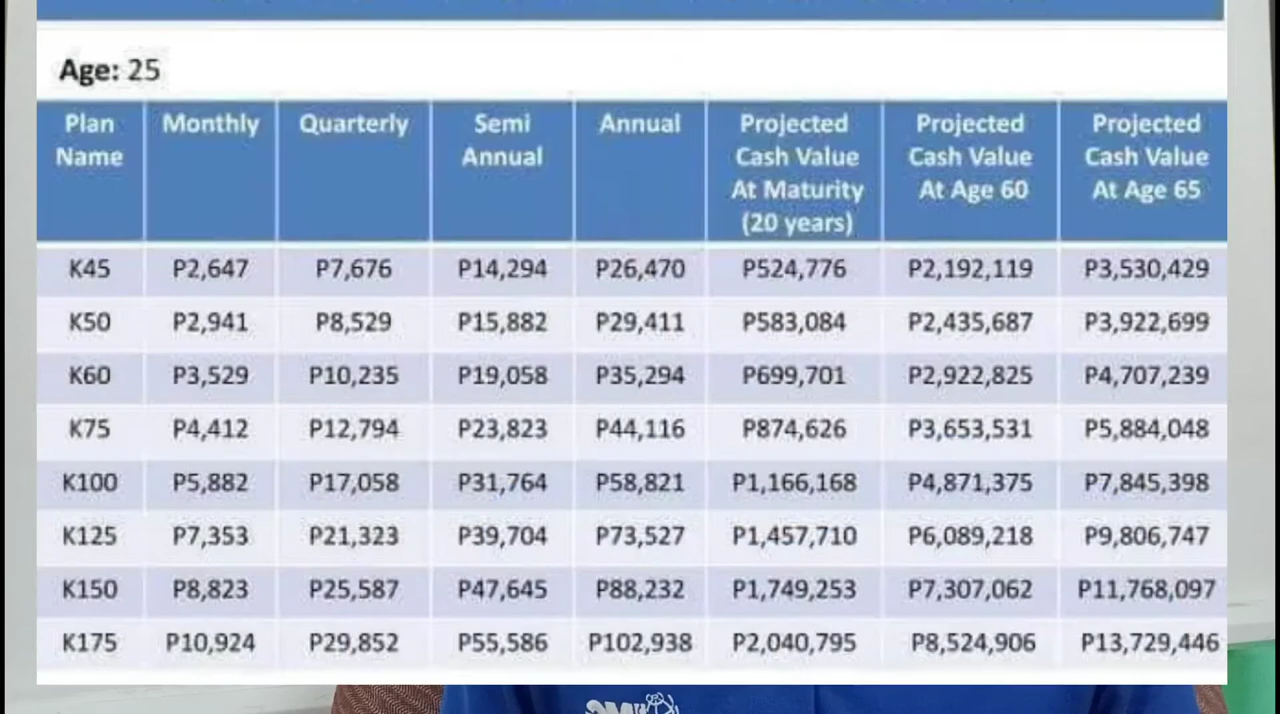 Age: 25
Plan Name Monthly Quarterly Semi Annual Annual Projected Cash Value At Maturity (20 years) Projected Cash Value At Age 60 Projected Cash Value At Age 65
K45 P2,647 P7,676 P14,294 P26,470 P524,776 P2,192,119 P3,530,429
K50 P2,941 P8,529 P15,882 P29,411 P583,084 P2,435,687 P3,922,699
K60 P3,529 P10,235 P19,058 P35,294 P699,701 P2,922,825 P4,707,239
K75 P4,412 P12,794 P23,823 P44,116 P874,626 P3,653,531 P5,884,048
K100 P5,882 P17,058 P31,764 P58,821 P1,166,168 P4,871,375 P7,845,398
K125 P7,353 P21,323 P39,704 P73,527 P1,457,710 P6,089,218 P9,806,747
K150 P8,823 P25,587 P47,645 P88,232 P1,749,253 P7,307,062 P11,768,097
K175 P10,924 P29,852 P55,586 P102,938 P2,040,795 P8,524,906 P13,729,446